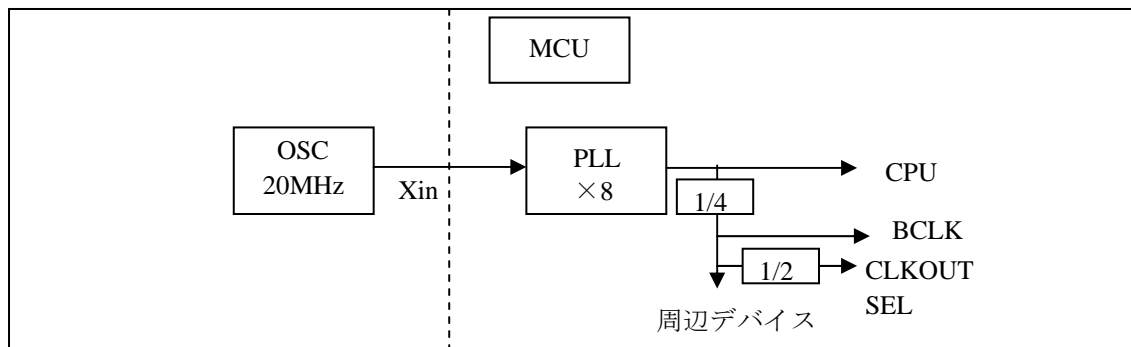 MCU
OSC
20MHz
Xin
PLL
×8
CPU
1/4
BCLK
1/2
CLKOUT
SEL
周辺デバイス